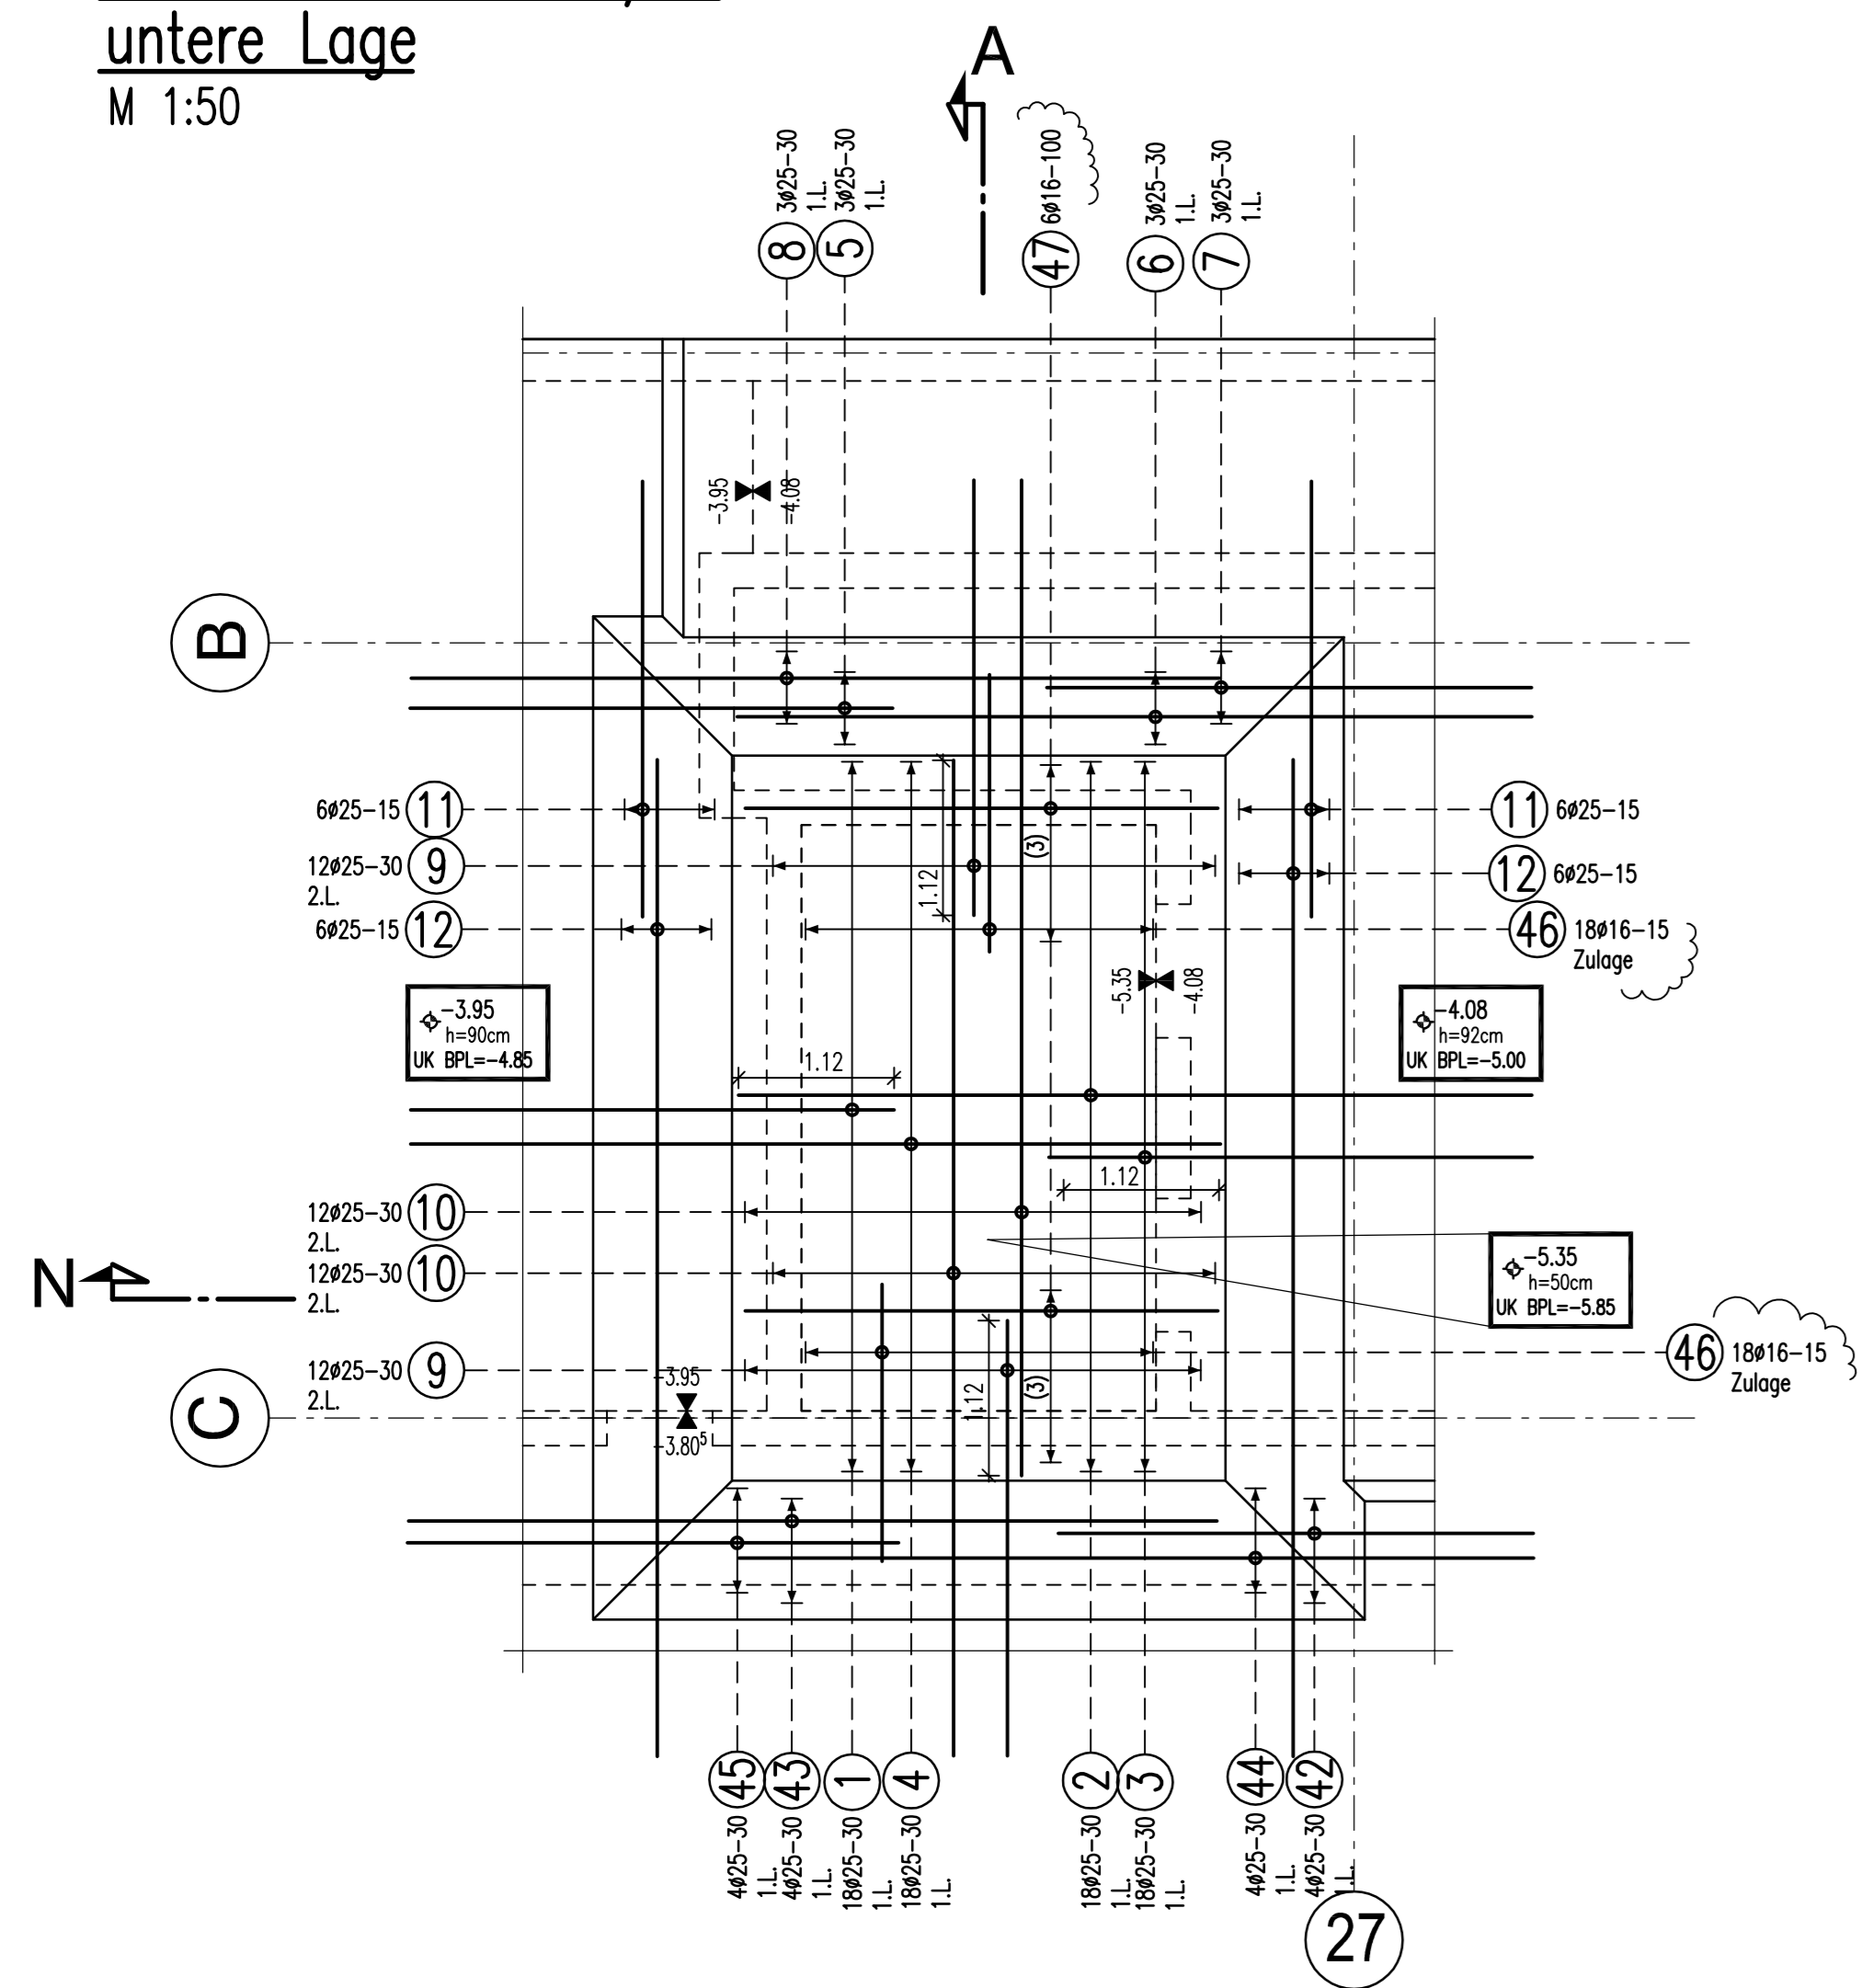 untere Lage
M 1:50
A
3ø25-30
1.L.
3ø25-30
1.L.
6ø16-100
3ø25-30
1.L.
3ø25-30
1.L.
8
5
47
6
7
-3.95
-4.08
B
6ø25-15 11
12ø25-30 9
2.L.
6ø25-15 12
11 6ø25-15
12 6ø25-15
46 18ø16-15
Zulage
(3)
1.12
-3.95
h=90cm
UK BPL=-4.85
-5.35
-4.08
-4.08
h=92cm
UK BPL=-5.00
1.12
1.12
12ø25-30 10
2.L.
12ø25-30 10
2.L.
N
-5.35
h=50cm
UK BPL=-5.85
46 18ø16-15
Zulage
12ø25-30 9
2.L.
-3.95
-3.80⁵
1.12
(3)
C
45
43
1
4
2
3
44
42
4ø25-30
1.L.
4ø25-30
1.L.
18ø25-30
1.L.
18ø25-30
1.L.
18ø25-30
1.L.
18ø25-30
1.L.
4ø25-30
1.L.
4ø25-30
1.L.
27